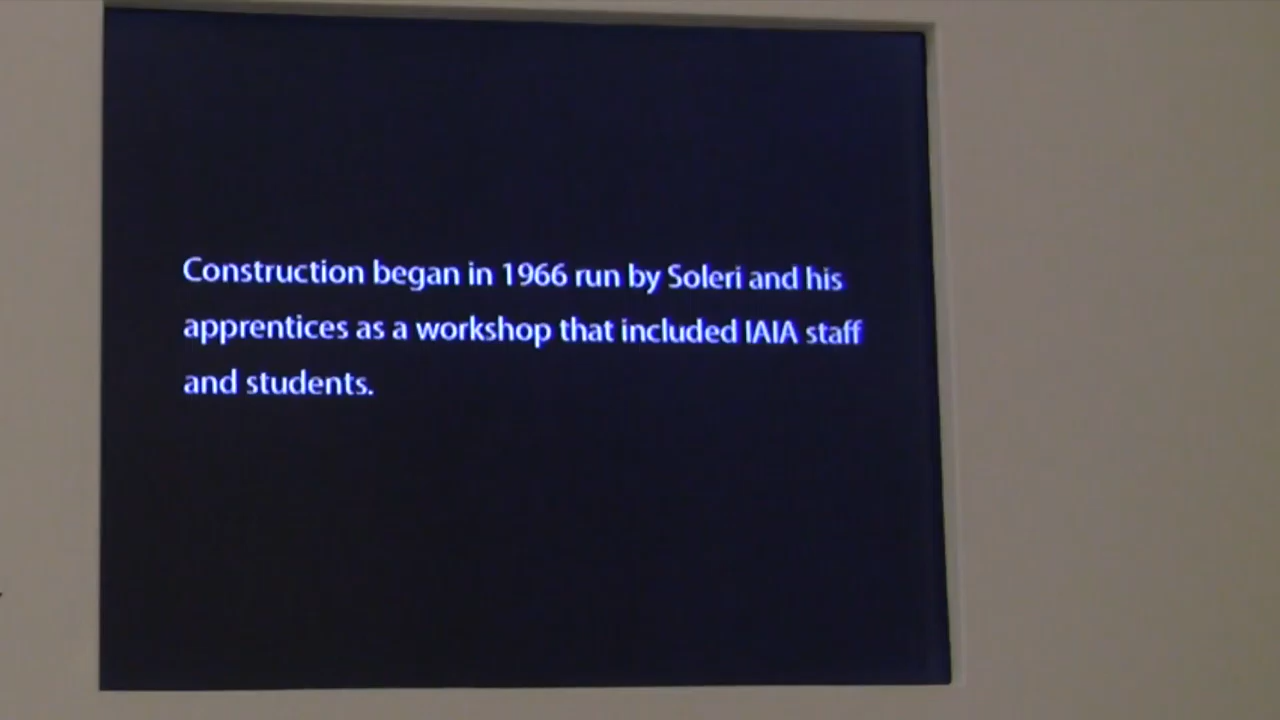 Construction began in 1966 run by Soleri and his
apprentices as a workshop that included IAIA staff
and students.